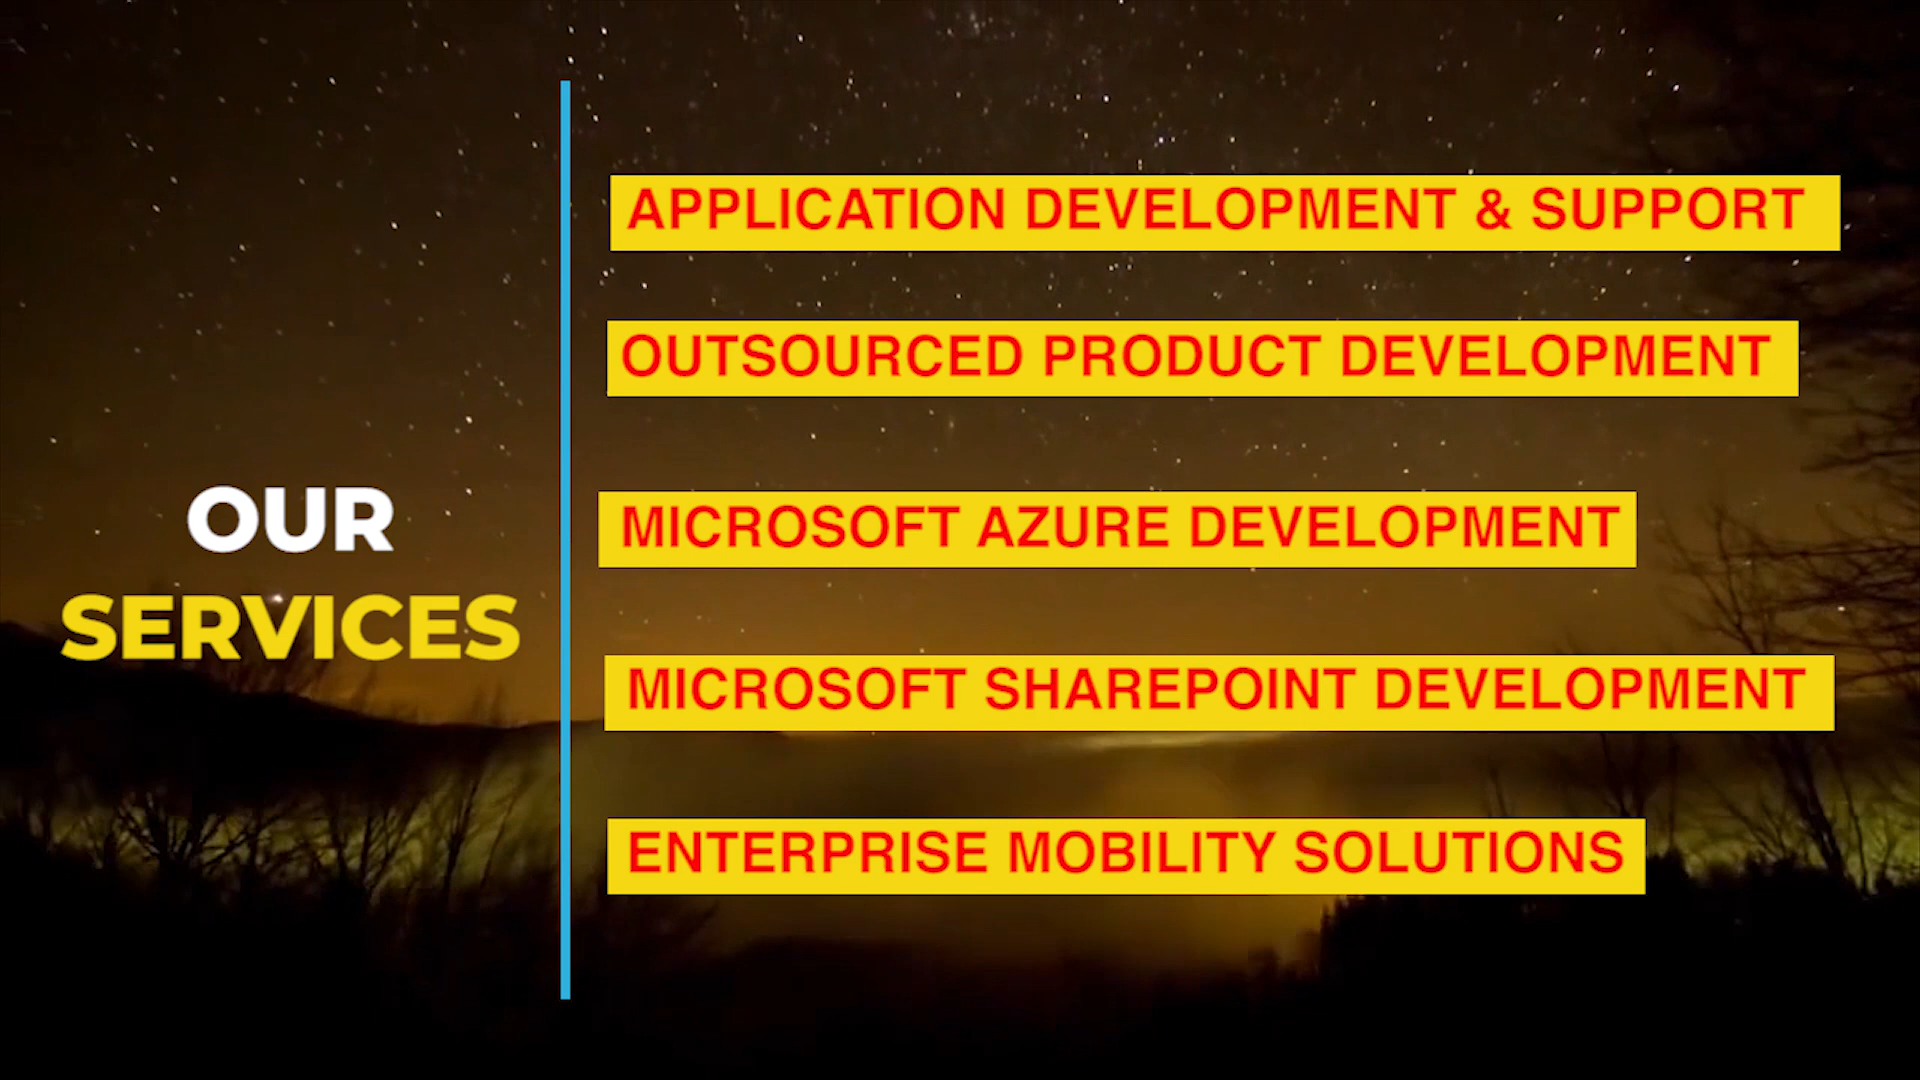 OUR
SERVICES
APPLICATION DEVELOPMENT & SUPPORT
OUTSOURCED PRODUCT DEVELOPMENT
MICROSOFT AZURE DEVELOPMENT
MICROSOFT SHAREPOINT DEVELOPMENT
ENTERPRISE MOBILITY SOLUTIONS